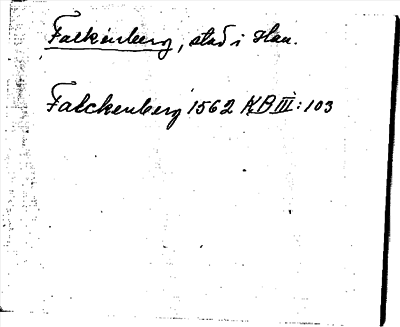 Falkenberg, stad i Hall.
Falckenberg 1562 KB III: 103